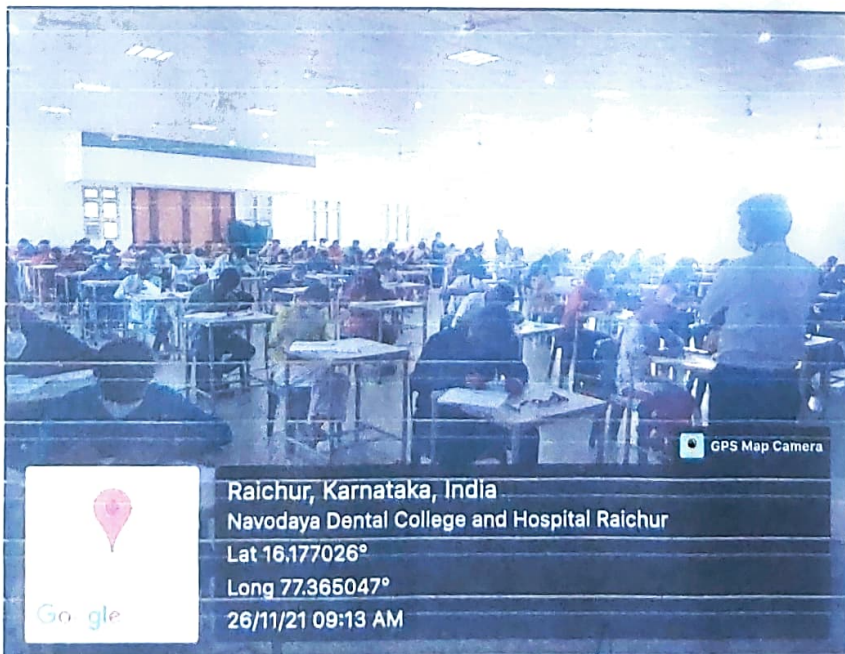 GPS Map Camera
Raichur, Karnataka, India
Navodaya Dental College and Hospital Raichur
Lat 16.177026°
Long 77.365047°
26/11/21 09:13 AM
Google